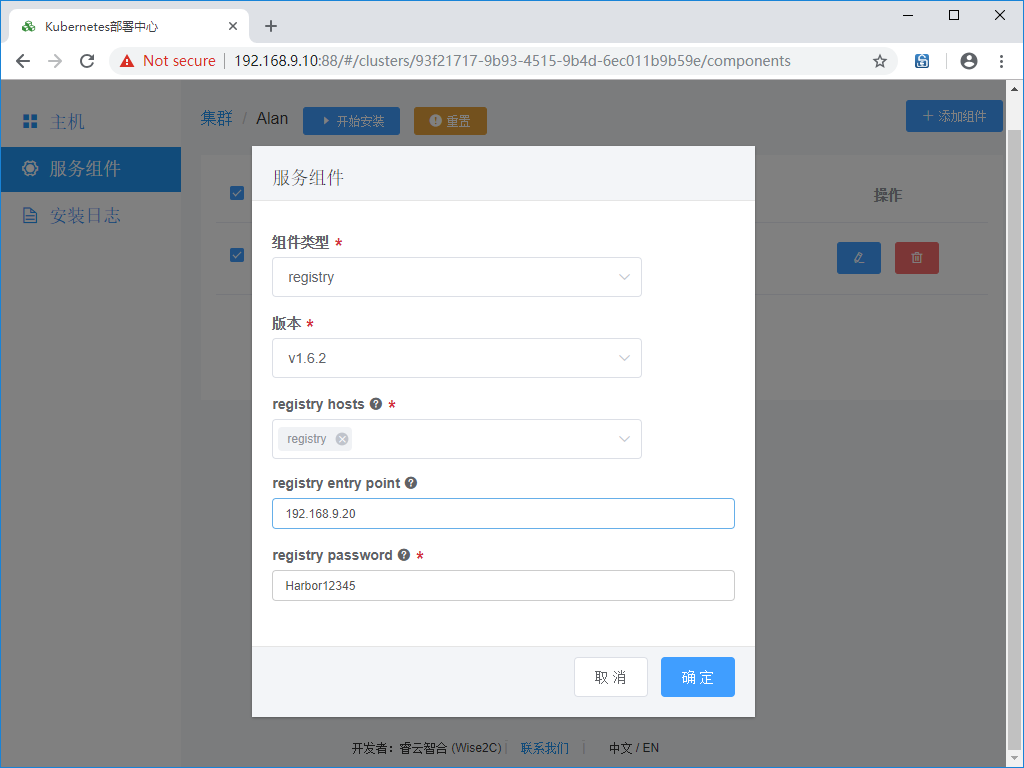 Kubernetes部署中心
Not secure 192.168.9.10:88/#/clusters/93f21717-9b93-4515-9b4d-6ec011b9b59e/components
主机
服务组件
安装日志
集群 / Alan 开始安装 重置 添加组件
操作
服务组件
组件类型 *
registry
版本 *
v1.6.2
registry hosts *
registry
registry entry point
192.168.9.20
registry password *
Harbor12345
取消 确定
开发者：睿云智合 (Wise2C) | 联系我们 | 中文 / EN